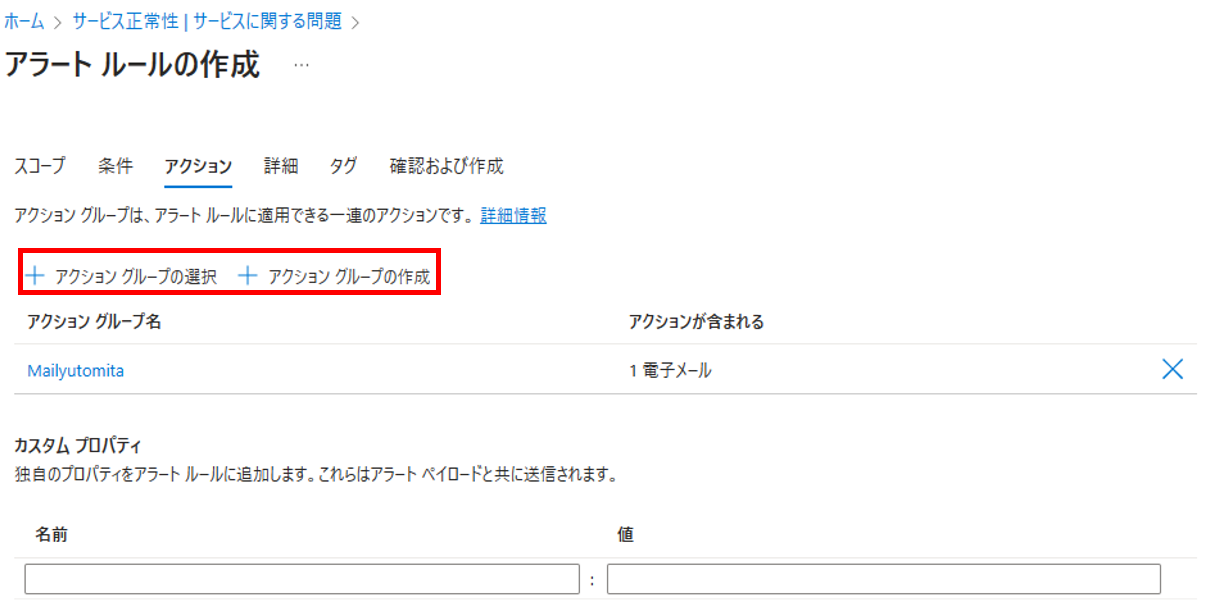 ホーム > サービス正常性 | サービスに関する問題 >
アラート ルールの作成 …
スコープ 条件 アクション 詳細 タグ 確認および作成
アクション グループは、アラート ルールに適用できる一連のアクションです。 詳細情報
+ アクション グループの選択 + アクション グループの作成
アクション グループ名 アクションが含まれる
Mailyutomita 1 電子メール
カスタム プロパティ
独自のプロパティをアラート ルールに追加します。これらはアラート ペイロードと共に送信されます。
名前 値
: